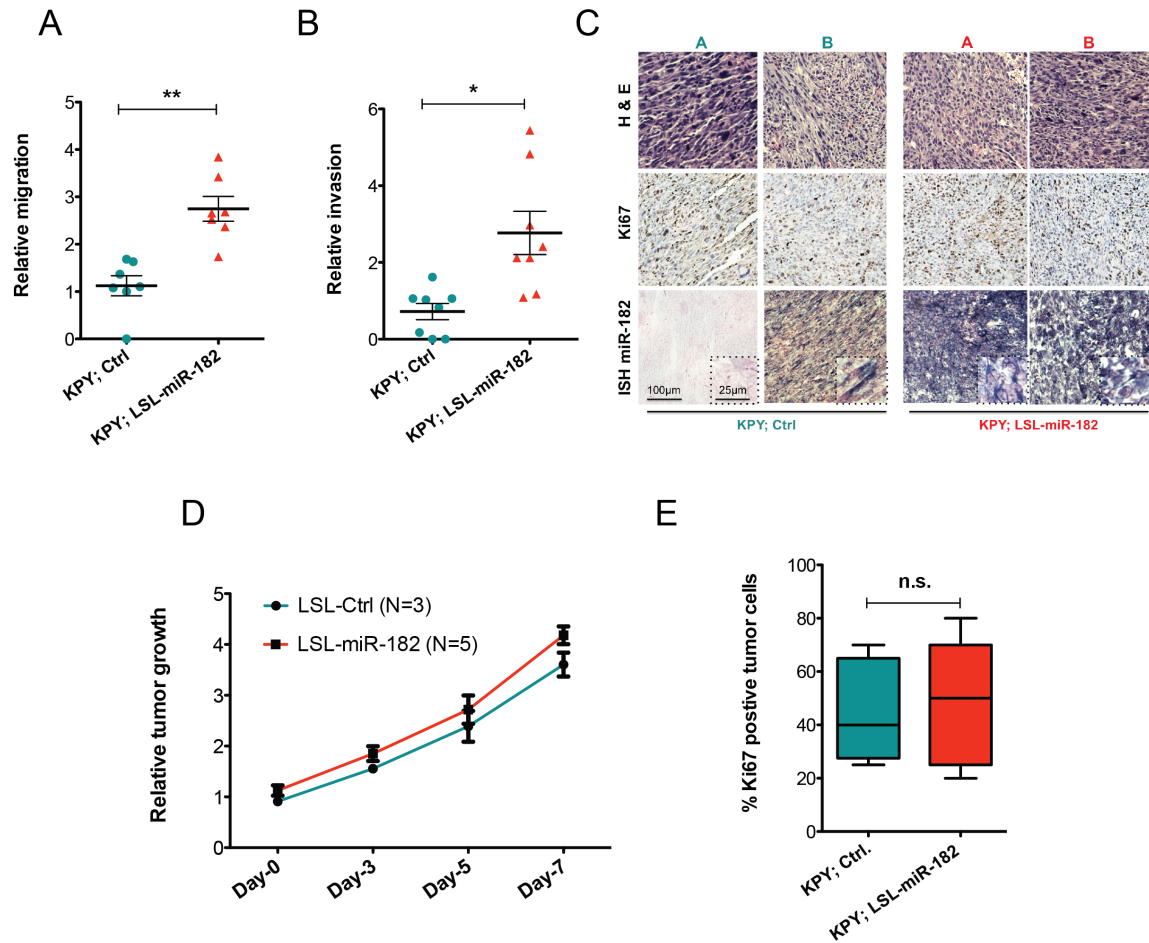 A
Relative migration
5
4
3
2
1
0
**
KPY; Ctrl
KPY; LSL-miR-182
B
Relative invasion
6
4
2
0
*
KPY; Ctrl
KPY; LSL-miR-182
C
A B A B
H & E
Ki67
ISH miR-182
100μm 25μm
KPY; Ctrl KPY; LSL-miR-182
D
Relative tumor growth
5
4
3
2
1
0
LSL-Ctrl (N=3)
LSL-miR-182 (N=5)
Day-0 Day-3 Day-5 Day-7
E
% Ki67 postive tumor cells
100
80
60
40
20
0
n.s.
KPY; Ctrl.
KPY; LSL-miR-182